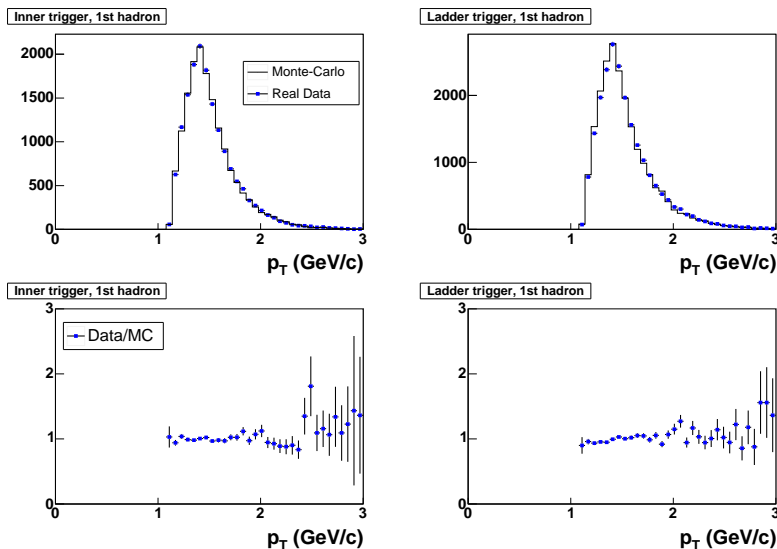 Inner trigger, 1st hadron
2000
1500
1000
500
0
Monte-Carlo
Real Data
0 1 2 3
p_T (GeV/c)
Ladder trigger, 1st hadron
2000
1000
0
0 1 2 3
p_T (GeV/c)
Inner trigger, 1st hadron
3
2
1
0
Data/MC
0 1 2 3
p_T (GeV/c)
Ladder trigger, 1st hadron
3
2
1
0
0 1 2 3
p_T (GeV/c)